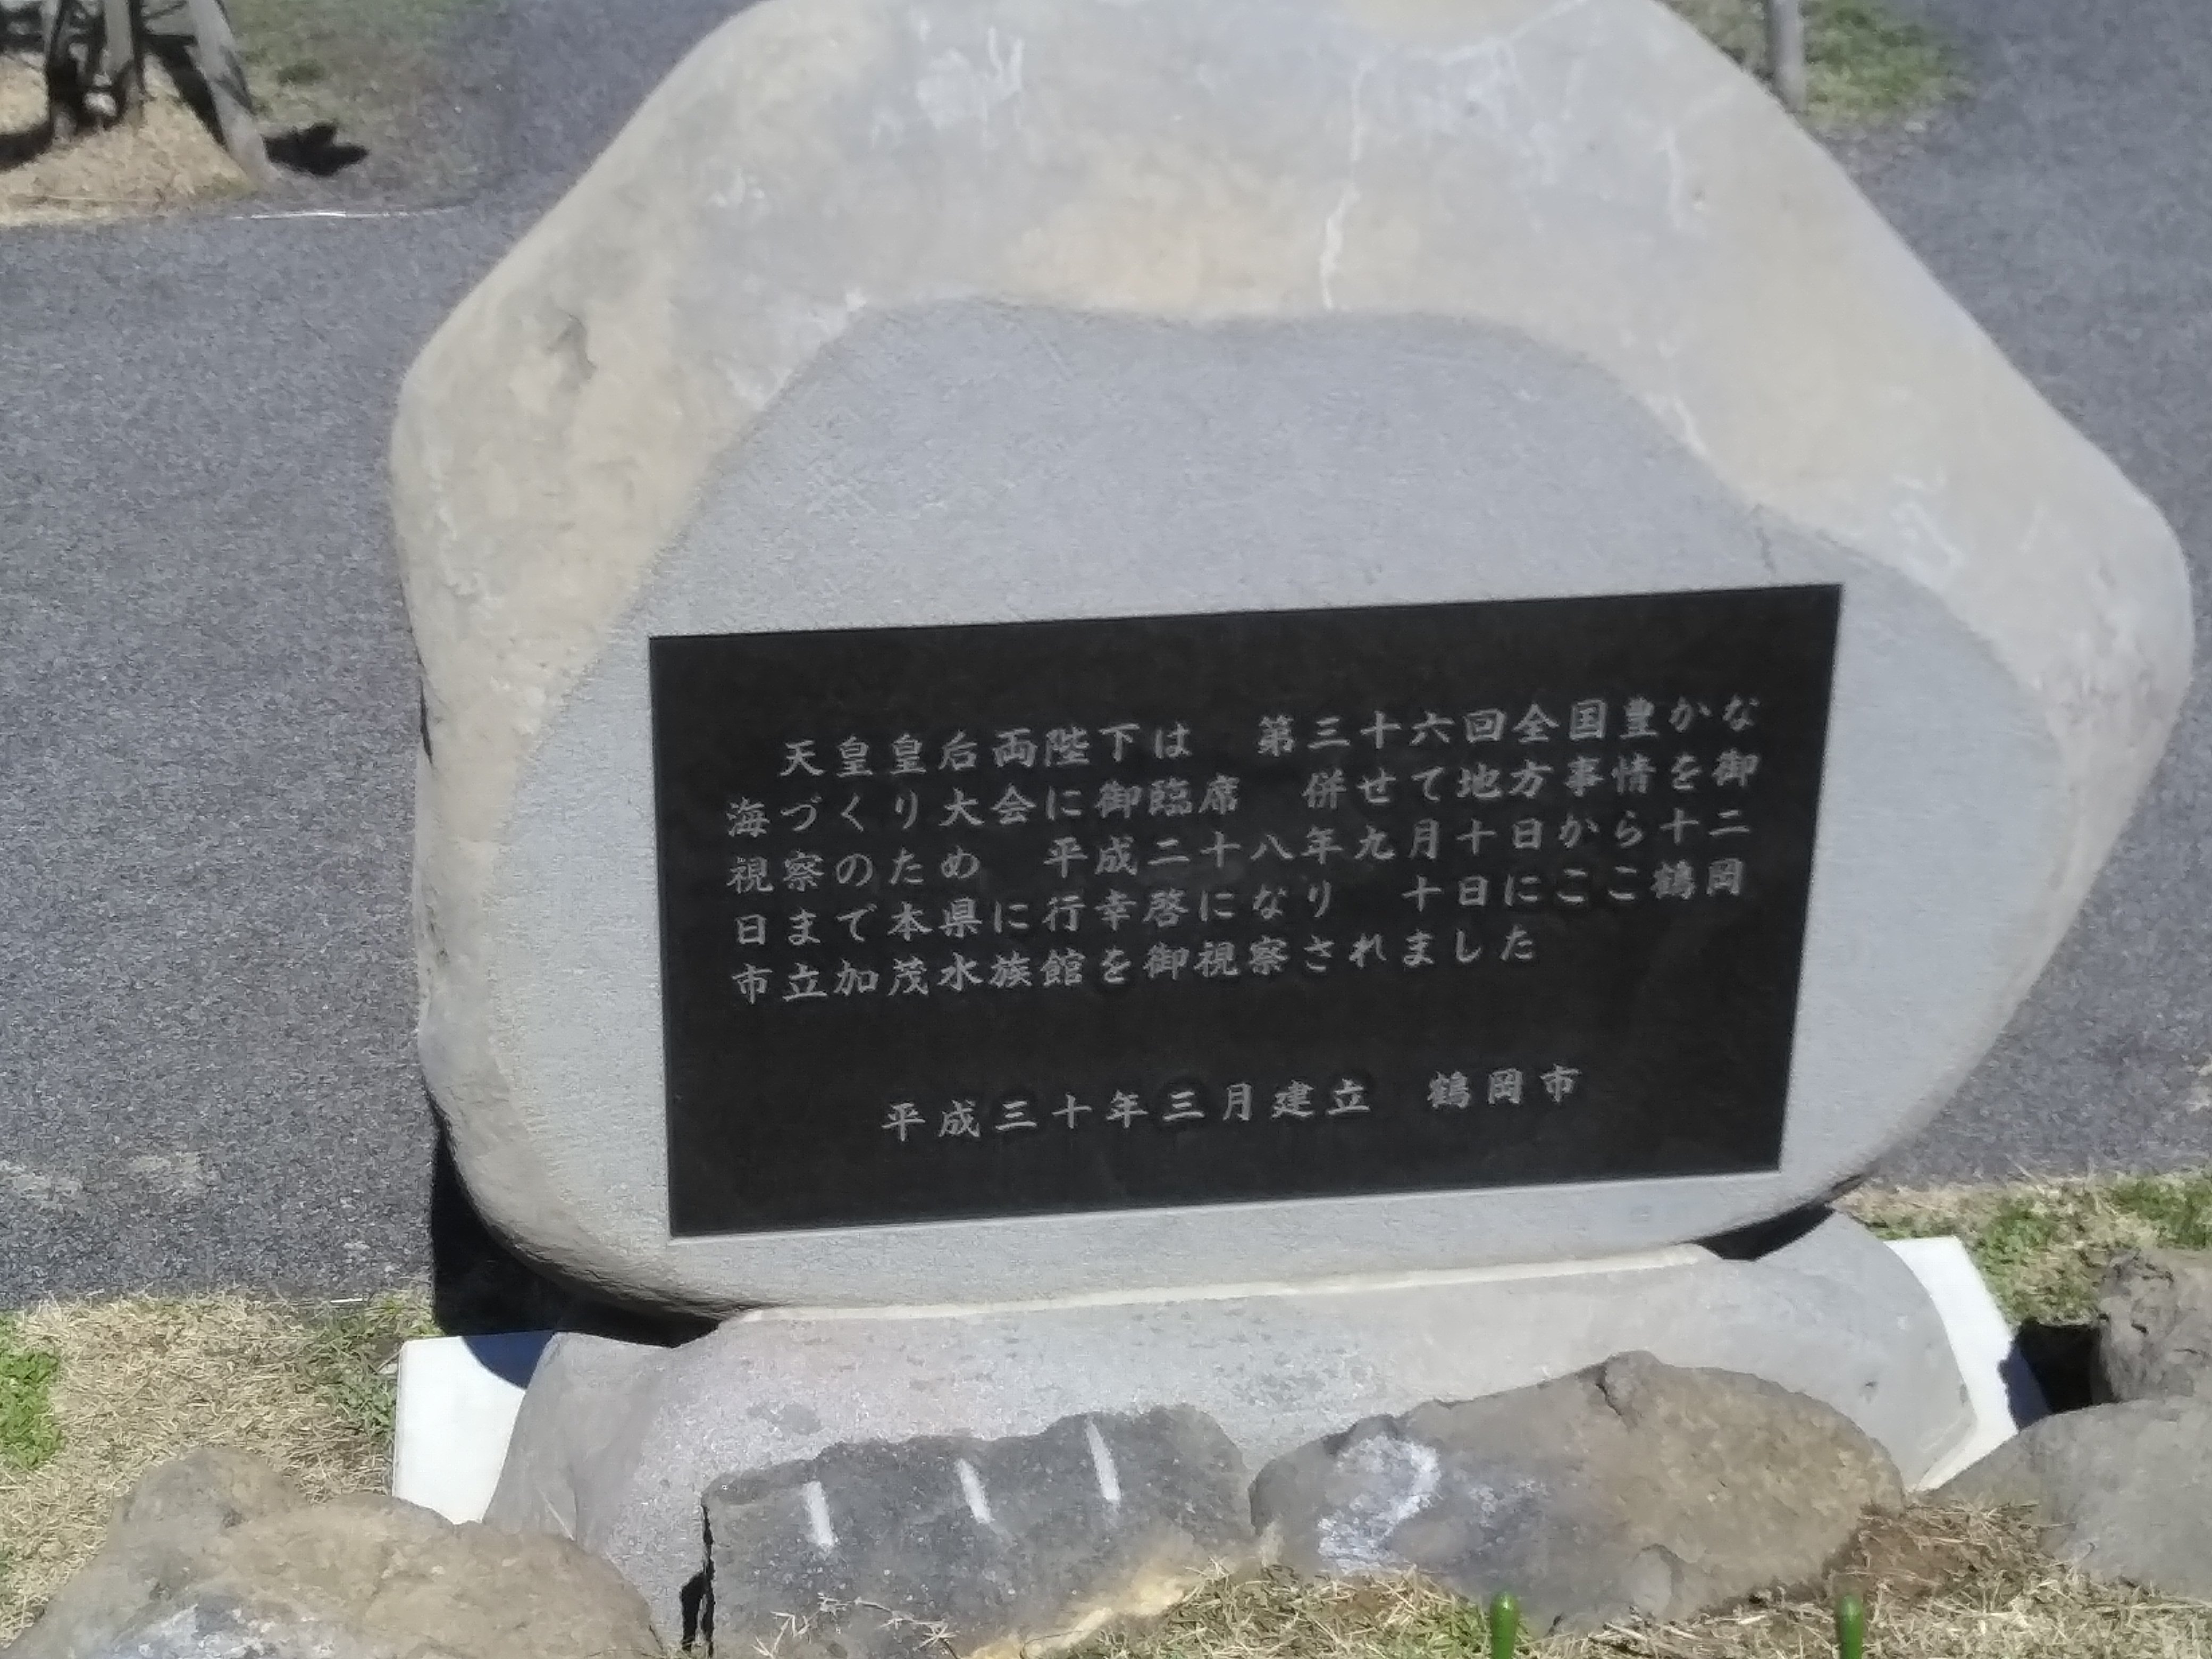 天皇皇后両陛下は　第三十六回全国豊かな
海づくり大会に御臨席　併せて地方事情を御
視察のため　平成二十八年九月十日から十二
日まで本県に行幸啓になり　十日にここ鶴岡
市立加茂水族館を御視察されました
平成三十年三月建立　鶴岡市